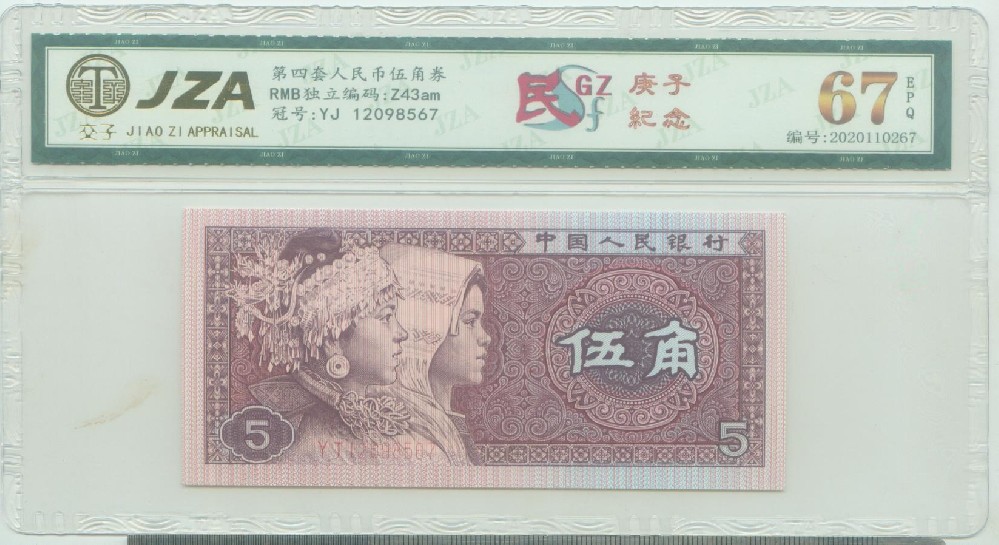 JZA
交子 JIAO ZI APPRAISAL
第四套人民币伍角券
RMB独立编码:Z43am
冠号:YJ 12098567
民
GZ
Sf
庚子
紀念
67
EPQ
编号:2020110267
中国人民银行
伍角
5
YJ12098567
5